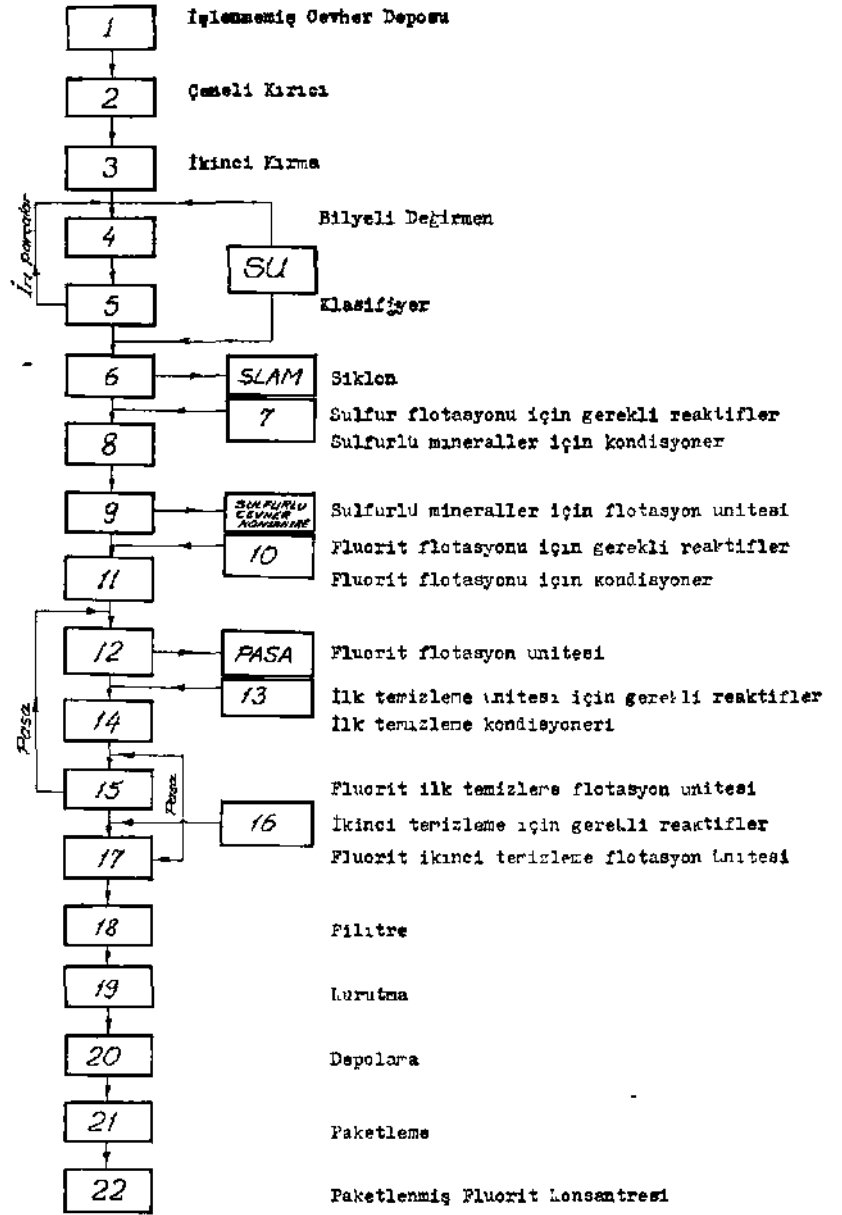 1 İşlenmemiş Cevher Deposu
2 Çeneli Kırıcı
3 İkinci Kırma
İri parçalar
4 Bilyeli Değirmen
SU
5 Klasifiyer
6 SLAM Siklon
7 Sulfur flotasyonu için gerekli reaktifler
8 Sulfurlu mineraller için kondisyoner
9 SULFURLU CEVHER KONSANTRE Sulfurlu mineraller için flotasyon unitesi
10 Fluorit flotasyonu için gerekli reaktifler
11 Fluorit flotasyonu için kondisyoner
12 PASA Fluorit flotasyon unitesi
13 İlk temizleme unitesi için gerekli reaktifler
14 İlk temizleme kondisyoneri
Pasa
15 Fluorit ilk temizleme flotasyon unitesi
Pasa
16 İkinci temizleme için gerekli reaktifler
17 Fluorit ikinci temizleme flotasyon unitesi
18 Filitre
19 Kurutma
20 Depolama
21 Paketleme
22 Paketlenmiş Fluorit Konsantresi